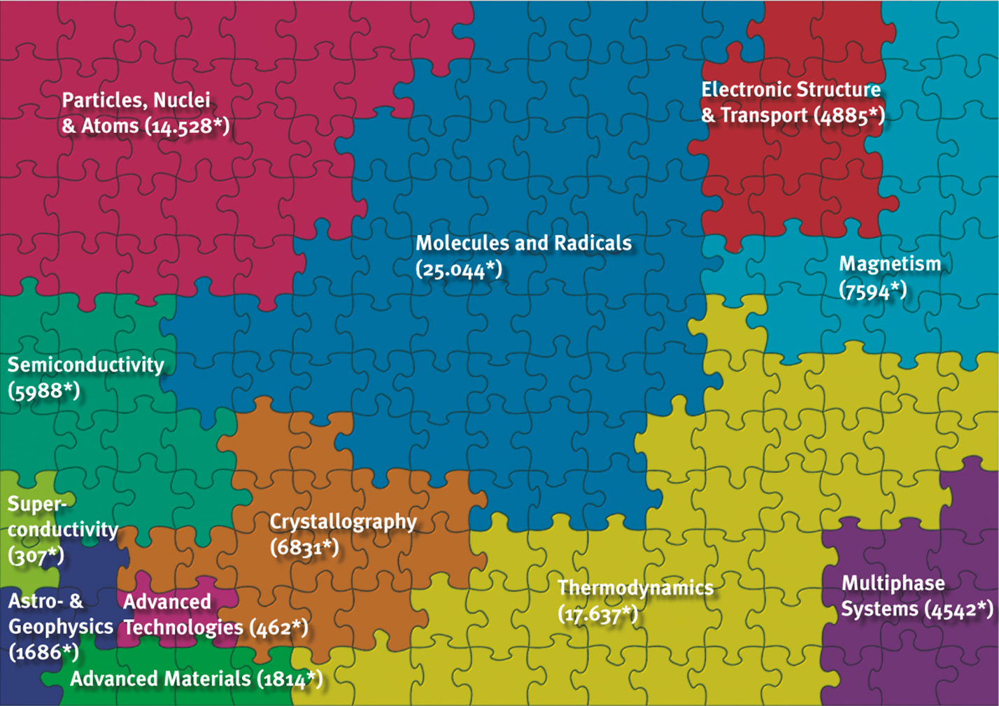 Particles, Nuclei
& Atoms (14.528*)
Electronic Structure
& Transport (4885*)
Molecules and Radicals
(25.044*)
Magnetism
(7594*)
Semiconductivity
(5988*)
Super-
conductivity
(307*)
Crystallography
(6831*)
Thermodynamics
(17.637*)
Multiphase
Systems (4542*)
Astro- &
Geophysics
(1686*)
Advanced
Technologies (462*)
Advanced Materials (1814*)